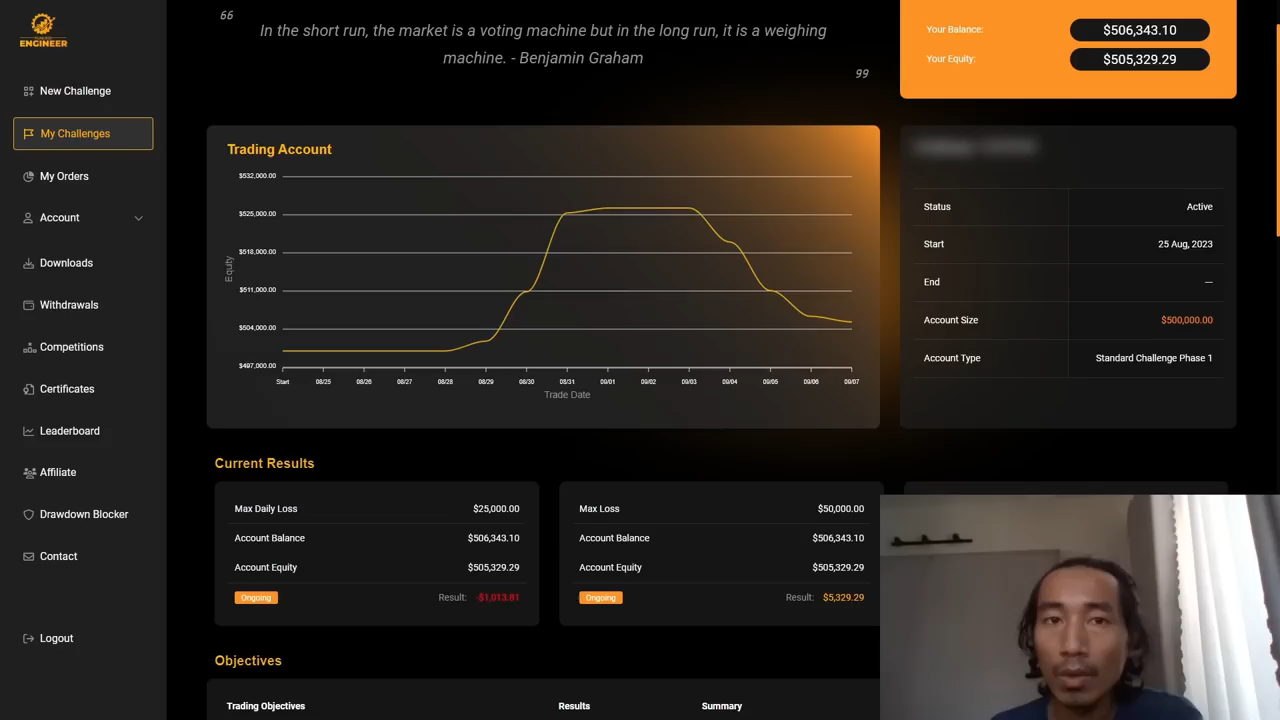 ENGINEER
New Challenge
My Challenges
My Orders
Account
Downloads
Withdrawals
Competitions
Certificates
Leaderboard
Affiliate
Drawdown Blocker
Contact
Logout
66
In the short run, the market is a voting machine but in the long run, it is a weighing
machine. - Benjamin Graham
99
Your Balance: $506,343.10
Your Equity: $505,329.29
Trading Account
$532,000.00
$525,000.00
$518,000.00
$511,000.00
$504,000.00
$497,000.00
Equity
Start 08/25 08/26 08/27 08/28 08/29 08/30 08/31 09/01 09/02 09/03 09/04 09/05 09/06 09/07
Trade Date
Status Active
Start 25 Aug, 2023
End —
Account Size $500,000.00
Account Type Standard Challenge Phase 1
Current Results
Max Daily Loss $25,000.00
Account Balance $506,343.10
Account Equity $505,329.29
Ongoing Result: -$1,013.81
Max Loss $50,000.00
Account Balance $506,343.10
Account Equity $505,329.29
Ongoing Result: $5,329.29
Objectives
Trading Objectives Results Summary